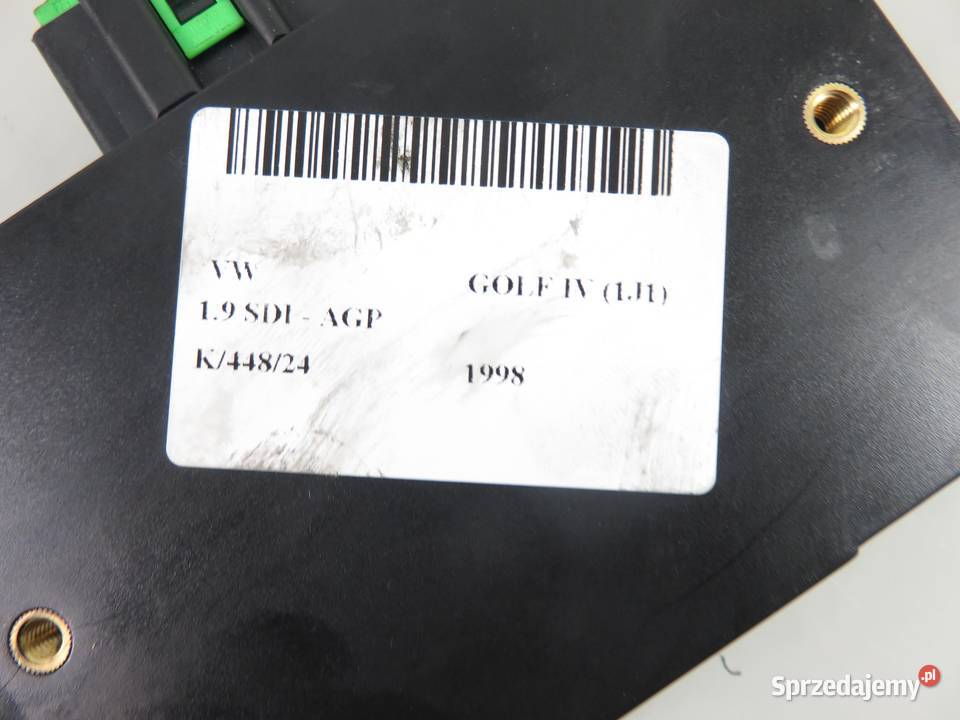 VW
GOLF IV (1J1)
1.9 SDI - AGP
K/448/24
1998
Sprzedajemy.pl